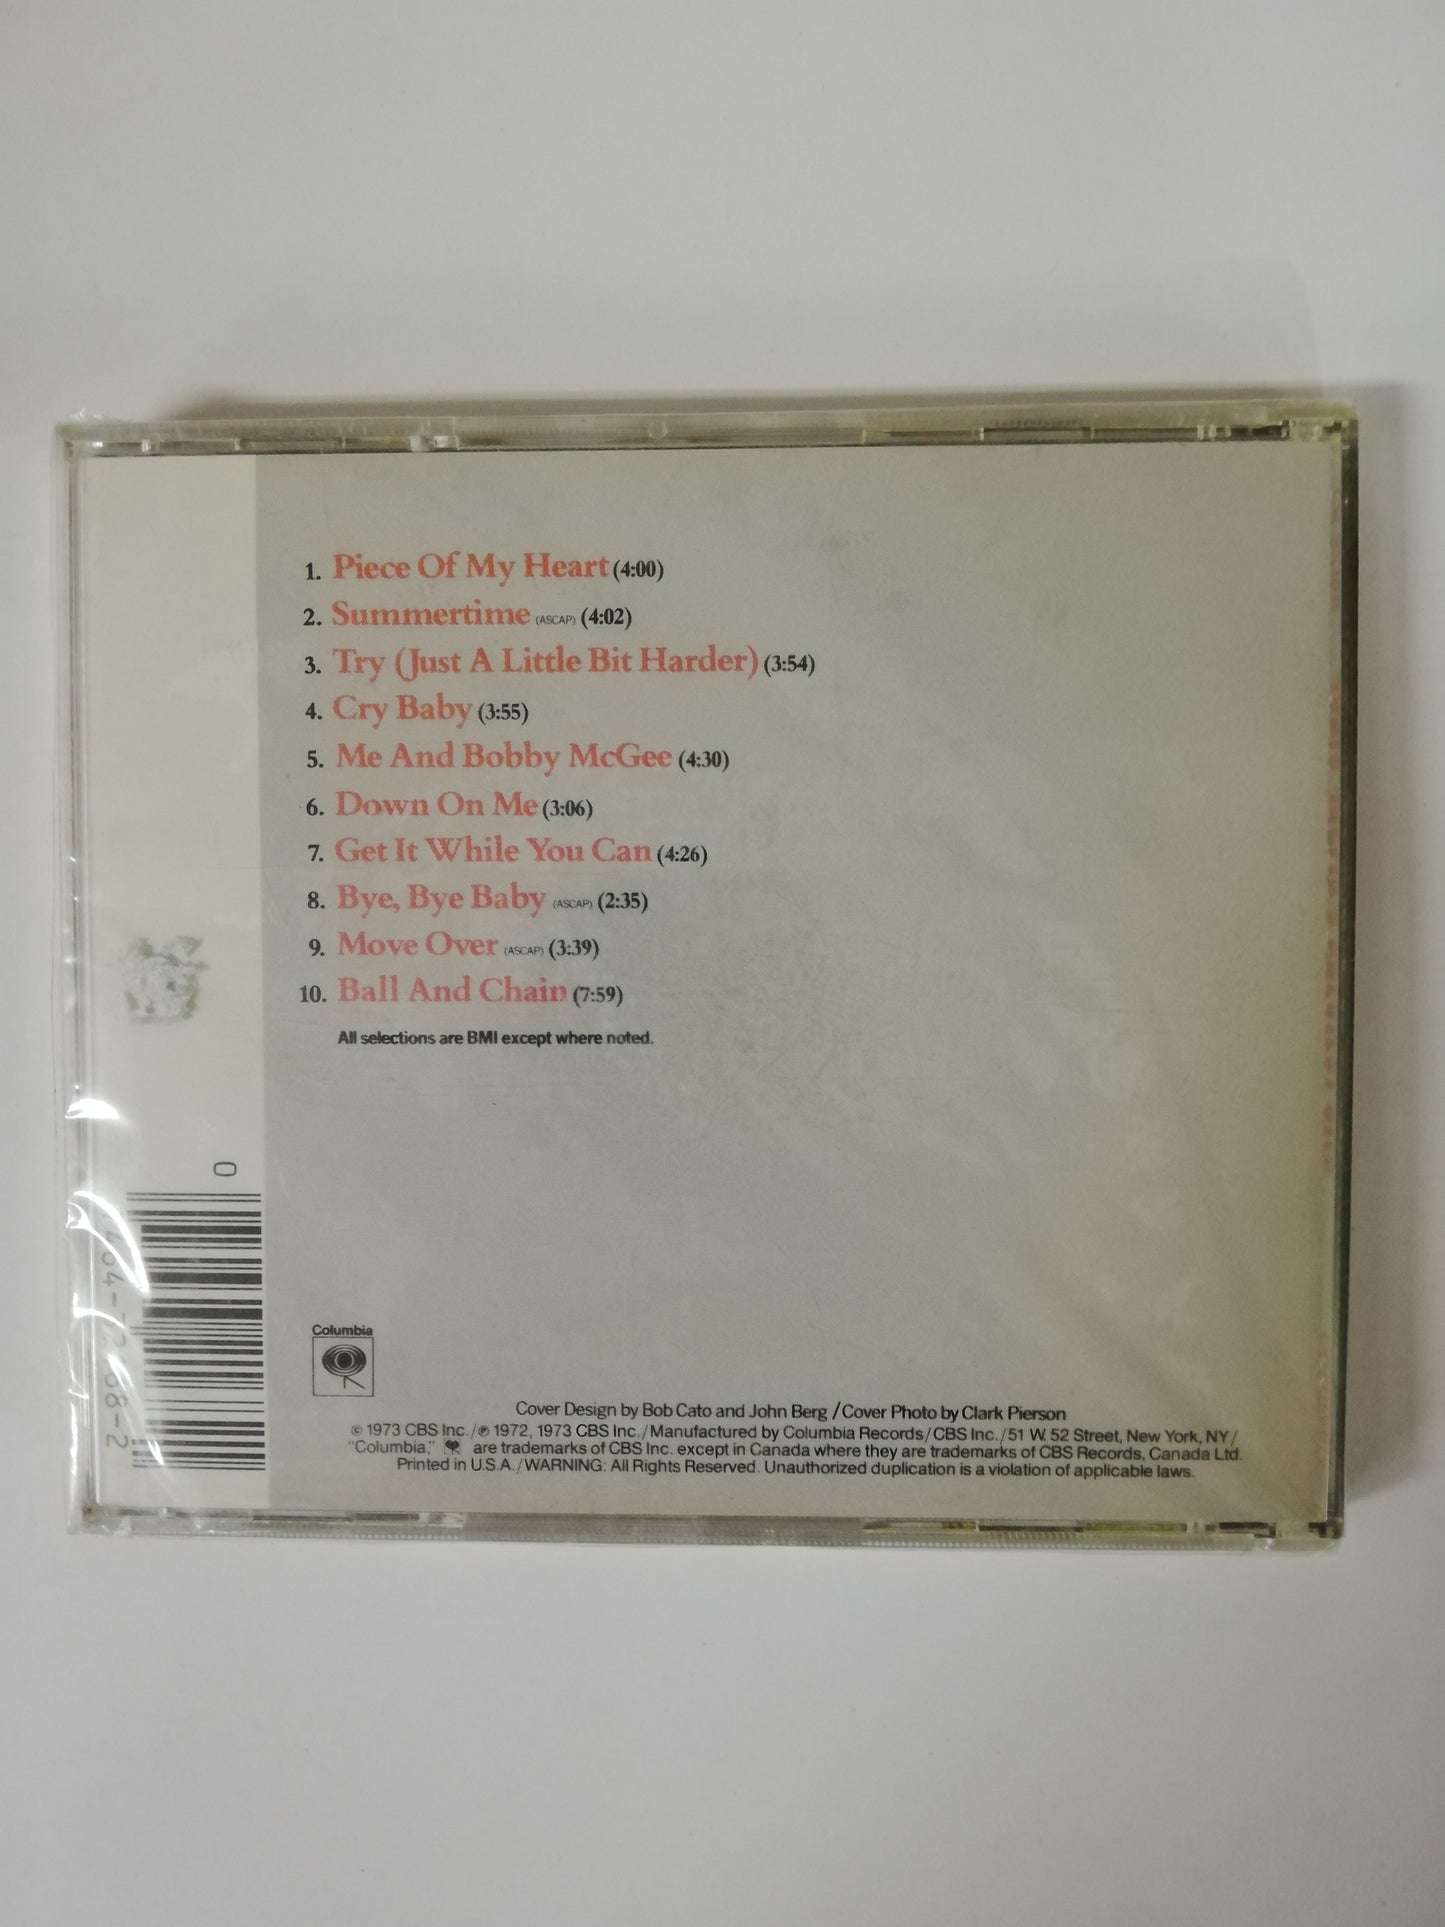 1. Piece Of My Heart (4:00)
2. Summertime (ASCAP) (4:02)
3. Try (Just A Little Bit Harder) (3:54)
4. Cry Baby (3:55)
5. Me And Bobby McGee (4:30)
6. Down On Me (3:06)
7. Get It While You Can (4:26)
8. Bye, Bye Baby (ASCAP) (2:35)
9. Move Over (ASCAP) (3:39)
10. Ball And Chain (7:59)
All selections are BMI except where noted.
0
Columbia
Cover Design by Bob Cato and John Berg / Cover Photo by Clark Pierson
© 1973 CBS Inc./℗ 1972, 1973 CBS Inc./Manufactured by Columbia Records/CBS Inc./51 W. 52 Street, New York, NY/
"Columbia," are trademarks of CBS Inc. except in Canada where they are trademarks of CBS Records, Canada Ltd.
Printed in U.S.A./WARNING: All Rights Reserved. Unauthorized duplication is a violation of applicable laws.